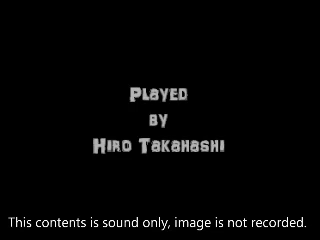 Played
by
Hiro Takahashi
This contents is sound only, image is not recorded.